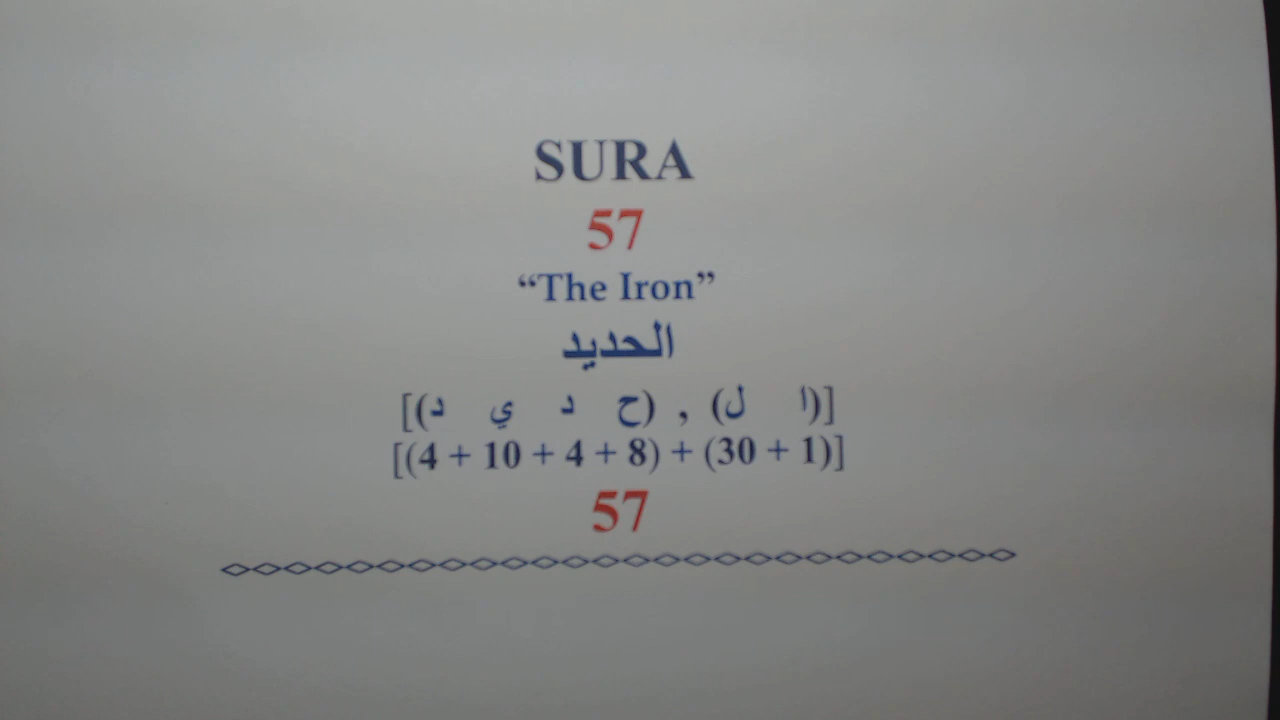 SURA
57
“The Iron”
الحديد
[(ا ل) , (ح د ي د)]
[(4 + 10 + 4 + 8) + (30 + 1)]
57